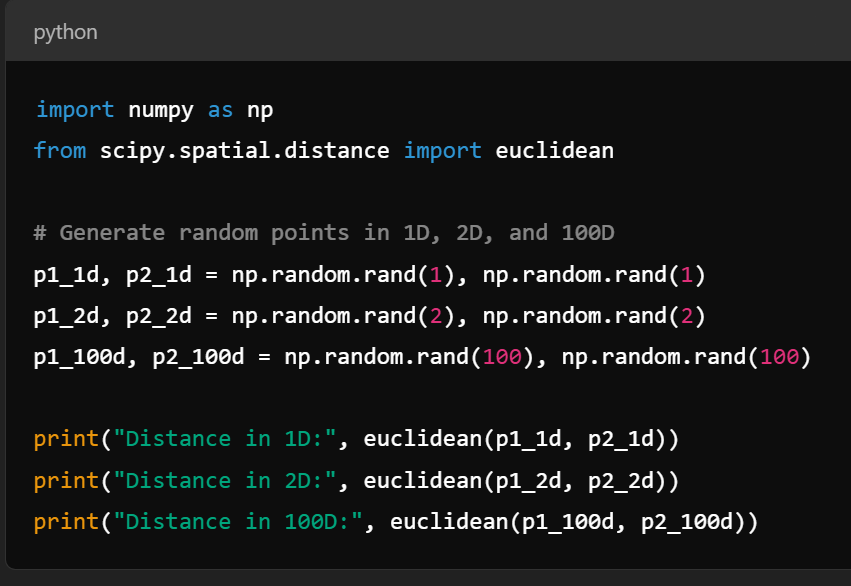 python
import numpy as np
from scipy.spatial.distance import euclidean
# Generate random points in 1D, 2D, and 100D
p1_1d, p2_1d = np.random.rand(1), np.random.rand(1)
p1_2d, p2_2d = np.random.rand(2), np.random.rand(2)
p1_100d, p2_100d = np.random.rand(100), np.random.rand(100)
print("Distance in 1D:", euclidean(p1_1d, p2_1d))
print("Distance in 2D:", euclidean(p1_2d, p2_2d))
print("Distance in 100D:", euclidean(p1_100d, p2_100d))